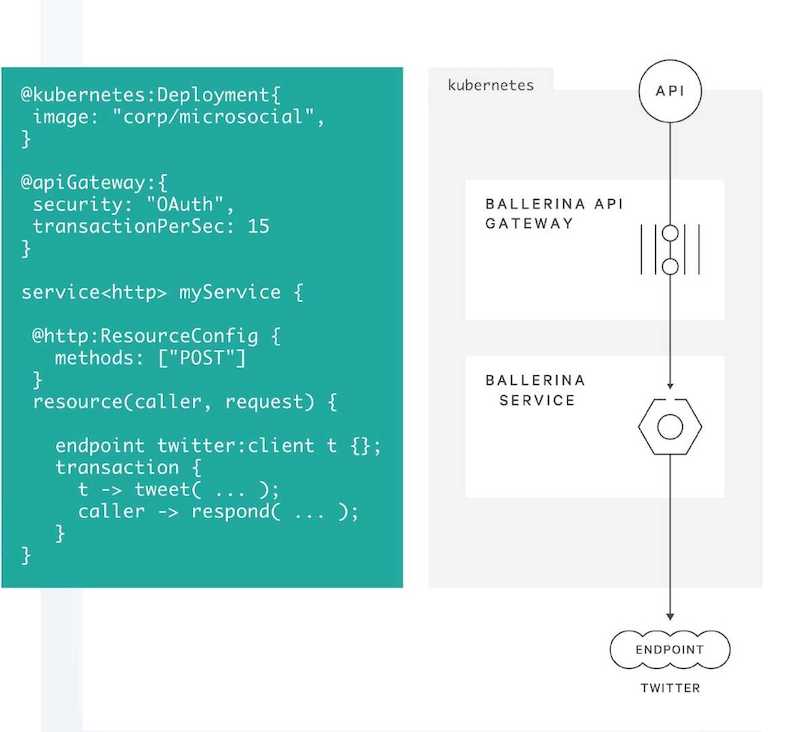 @kubernetes:Deployment{
image: "corp/microsocial",
}
@apiGateway:{
security: "OAuth",
transactionPerSec: 15
}
service<http> myService {
@http:ResourceConfig {
methods: ["POST"]
}
resource(caller, request) {
endpoint twitter:client t {};
transaction {
t -> tweet( ... );
caller -> respond( ... );
}
}
kubernetes
API
BALLERINA API
GATEWAY
BALLERINA
SERVICE
ENDPOINT
TWITTER